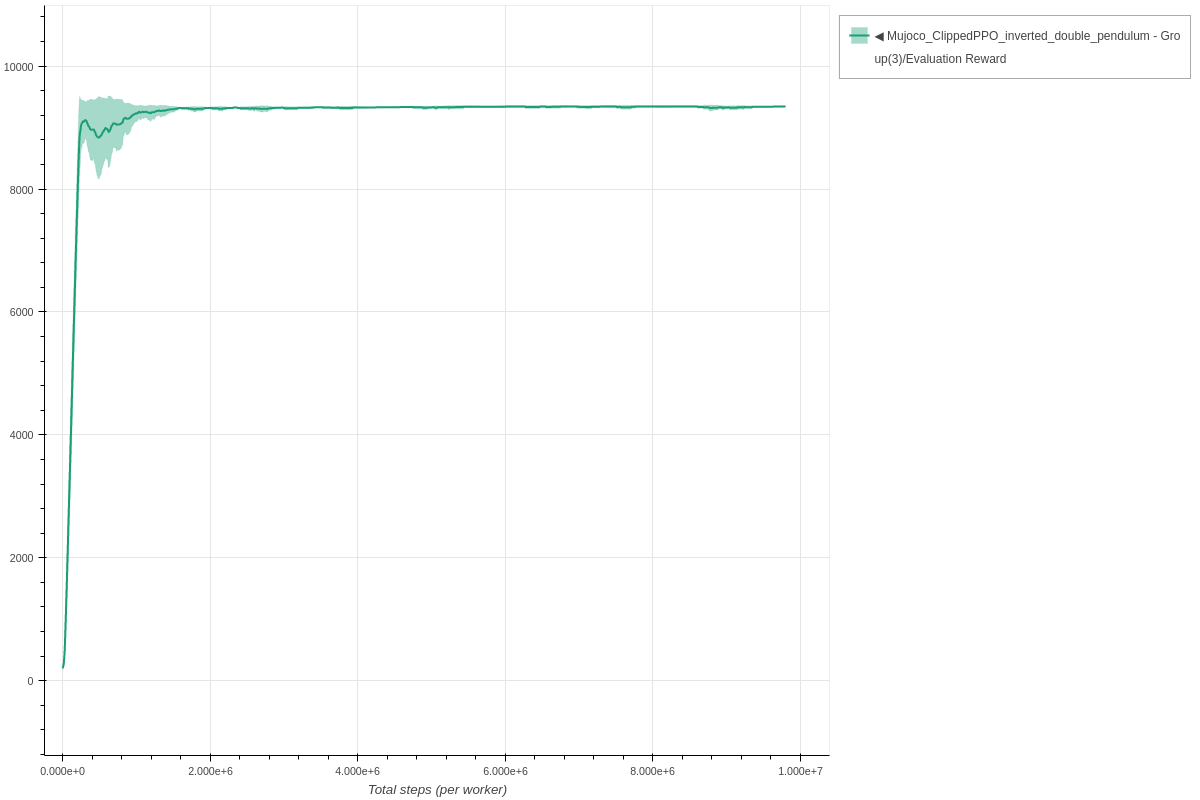 10000
8000
6000
4000
2000
0
0.000e+0 2.000e+6 4.000e+6 6.000e+6 8.000e+6 1.000e+7
Total steps (per worker)
◀ Mujoco_ClippedPPO_inverted_double_pendulum - Gro
up(3)/Evaluation Reward